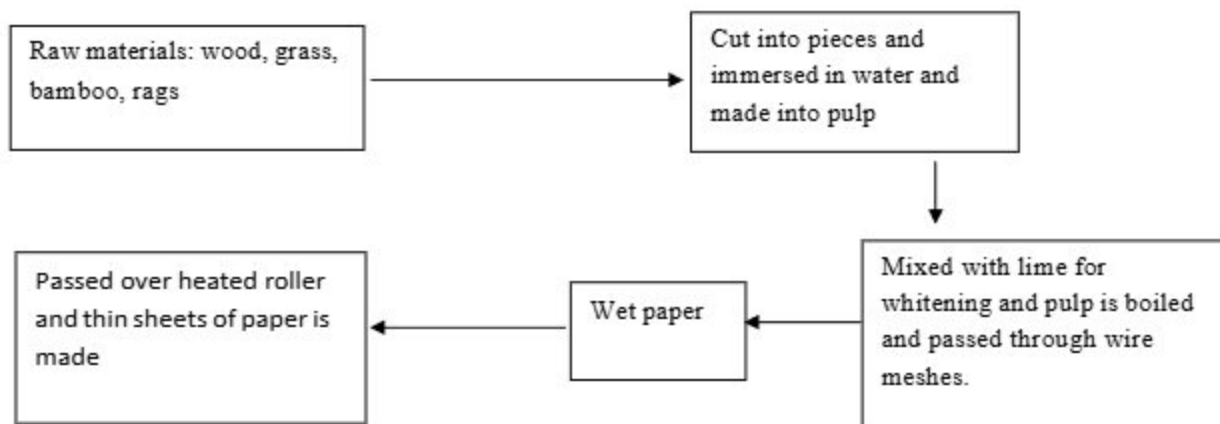 Raw materials: wood, grass,
bamboo, rags
Cut into pieces and
immersed in water and
made into pulp
Mixed with lime for
whitening and pulp is boiled
and passed through wire
meshes.
Wet paper
Passed over heated roller
and thin sheets of paper is
made